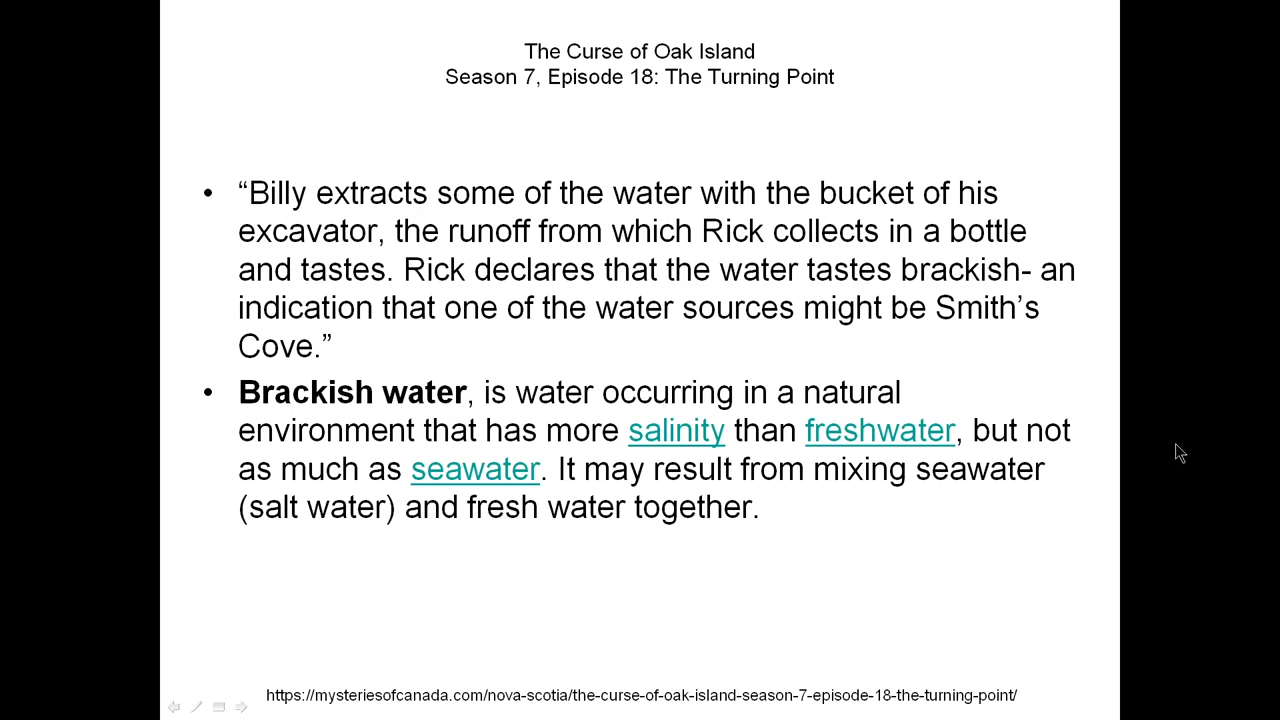 The Curse of Oak Island
Season 7, Episode 18: The Turning Point
• “Billy extracts some of the water with the bucket of his
excavator, the runoff from which Rick collects in a bottle
and tastes. Rick declares that the water tastes brackish- an
indication that one of the water sources might be Smith’s
Cove.”
• Brackish water, is water occurring in a natural
environment that has more salinity than freshwater, but not
as much as seawater. It may result from mixing seawater
(salt water) and fresh water together.
https://mysteriesofcanada.com/nova-scotia/the-curse-of-oak-island-season-7-episode-18-the-turning-point/